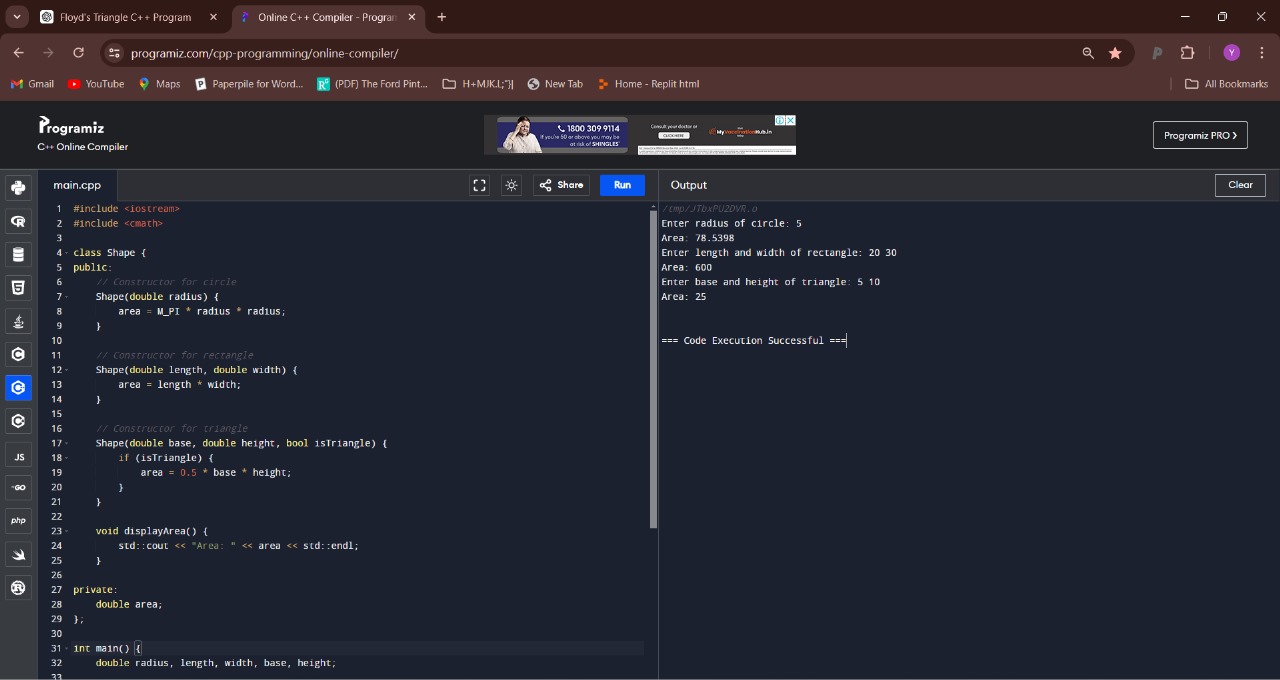 Floyd's Triangle C++ Program
Online C++ Compiler - Program
programiz.com/cpp-programming/online-compiler/
Y
Gmail
YouTube
Maps
Paperpile for Word...
(PDF) The Ford Pint...
H+MJK.l;"}{
New Tab
Home - Replit html
All Bookmarks
Programiz
C++ Online Compiler
1800 309 9114
If you're 50 or above you may be
at risk of SHINGLES*
Consult your doctor or
CLICK HERE
MyVaccinationHub.in
Programiz PRO >
main.cpp
Share
Run
Output
Clear
1 #include <iostream>
2 #include <cmath>
3
4 class Shape {
5 public:
6 // Constructor for circle
7 Shape(double radius) {
8 area = M_PI * radius * radius;
9 }
10
11 // Constructor for rectangle
12 Shape(double length, double width) {
13 area = length * width;
14 }
15
16 // Constructor for triangle
17 Shape(double base, double height, bool isTriangle) {
18 if (isTriangle) {
19 area = 0.5 * base * height;
20 }
21 }
22
23 void displayArea() {
24 std::cout << "Area: " << area << std::endl;
25 }
26
27 private:
28 double area;
29 };
30
31 int main() {
32 double radius, length, width, base, height;
33
/tmp/JTbxPU2DVR.o
Enter radius of circle: 5
Area: 78.5398
Enter length and width of rectangle: 20 30
Area: 600
Enter base and height of triangle: 5 10
Area: 25
=== Code Execution Successful ===
JS
GO
php